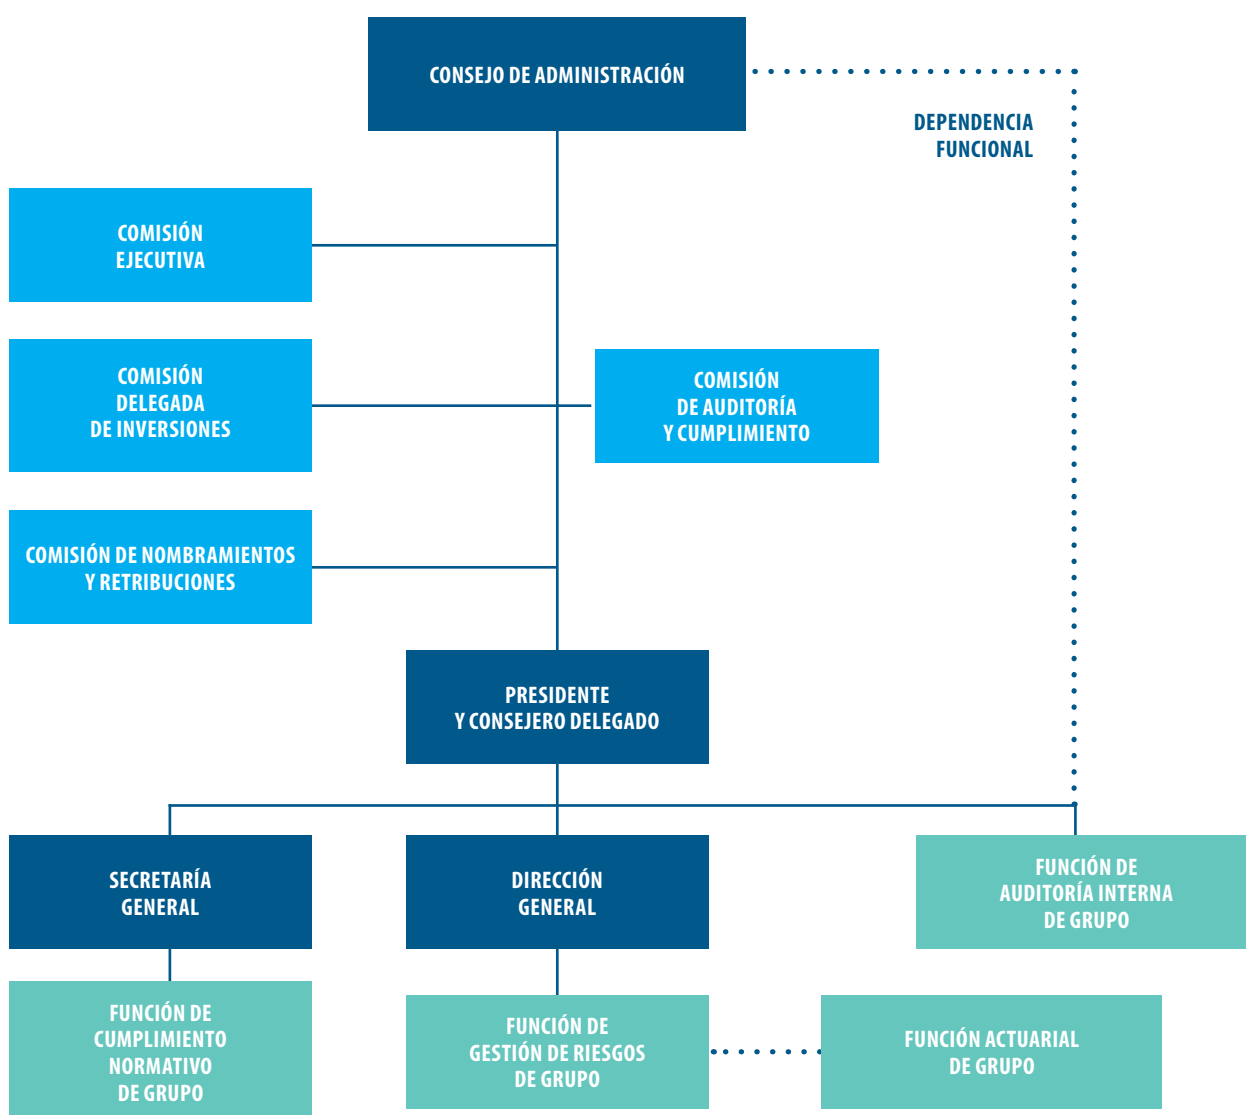 CONSEJO DE ADMINISTRACIÓN
DEPENDENCIA
FUNCIONAL
COMISIÓN
EJECUTIVA
COMISIÓN
DELEGADA
DE INVERSIONES
COMISIÓN
DE AUDITORÍA
Y CUMPLIMIENTO
COMISIÓN DE NOMBRAMIENTOS
Y RETRIBUCIONES
PRESIDENTE
Y CONSEJERO DELEGADO
SECRETARÍA
GENERAL
DIRECCIÓN
GENERAL
FUNCIÓN DE
AUDITORÍA INTERNA
DE GRUPO
FUNCIÓN DE
CUMPLIMIENTO
NORMATIVO
DE GRUPO
FUNCIÓN DE
GESTIÓN DE RIESGOS
DE GRUPO
FUNCIÓN ACTUARIAL
DE GRUPO